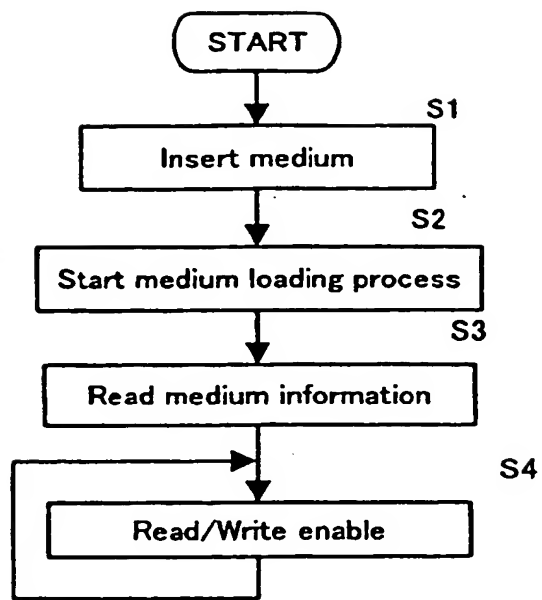 START
S1
Insert medium
S2
Start medium loading process
S3
Read medium information
S4
Read/Write enable